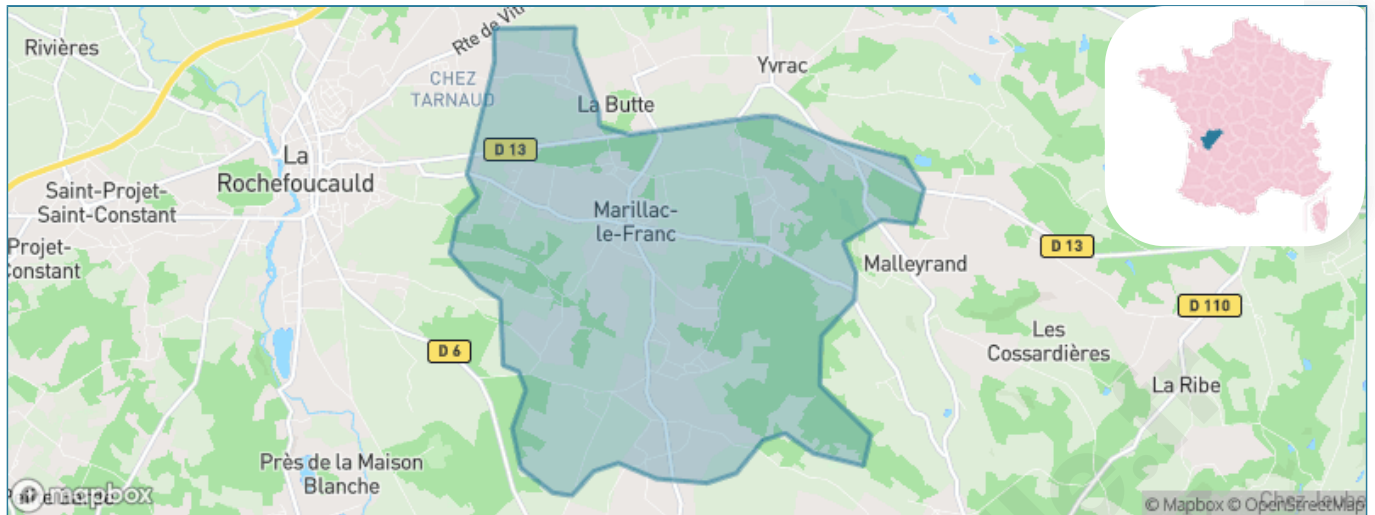 Rivières
Rte de Vit
Yvrac
CHEZ
TARNAUD
La Butte
D 13
La
Rochefoucauld
Saint-Projet-
Saint-Constant
Marillac-
le-Franc
Projet-
Constant
D 13
Malleyrand
D 110
Les
Cossardières
D 6
La Ribe
Près de la Maison
Blanche
mapbox
© Mapbox © OpenStreetMap